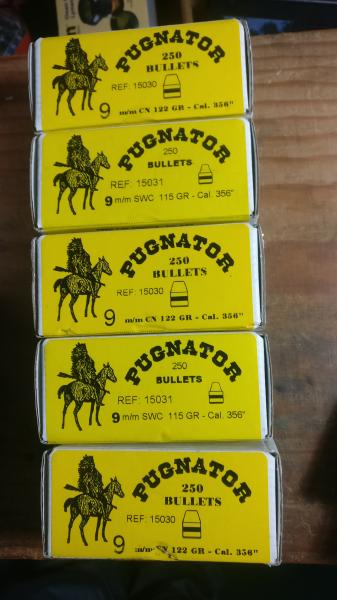 PUGNATOR
250
BULLETS
REF: 15030
9 m/m CN 122 GR - Cal. 356"
PUGNATOR
250
BULLETS
REF: 15031
9 m/m SWC 115 GR - Cal. 356"
PUGNATOR
250
BULLETS
REF: 15030
9 m/m CN 122 GR - Cal. 356"
PUGNATOR
250
BULLETS
REF: 15031
9 m/m SWC 115 GR - Cal. 356"
PUGNATOR
250
BULLETS
REF: 15030
9 m/m CN 122 GR - Cal. 356"